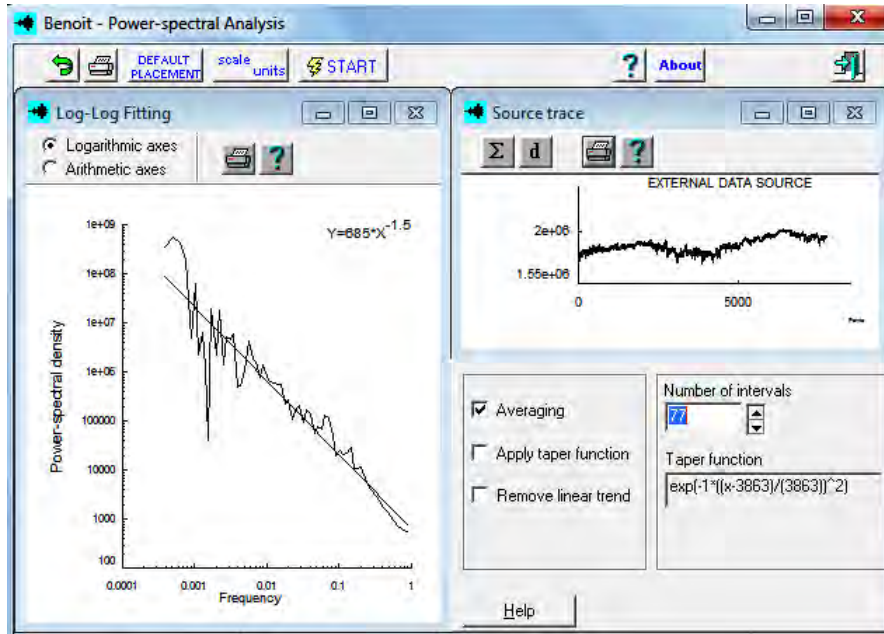 Benoit - Power-spectral Analysis
DEFAULT PLACEMENT
scale units
START
?
About
Log-Log Fitting
Logarithmic axes
Arithmetic axes
?
Y=685*X^-1.5
1e+09
1e+08
1e+07
1e+06
100000
10000
1000
100
0.0001
0.001
0.01
0.1
1
Power-spectral density
Frequency
Source trace
Σ
d
?
EXTERNAL DATA SOURCE
2e+06
1.55e+06
0
5000
Averaging
Apply taper function
Remove linear trend
Number of intervals
77
Taper function
exp(-1*((x-3863)/(3863))^2)
Help